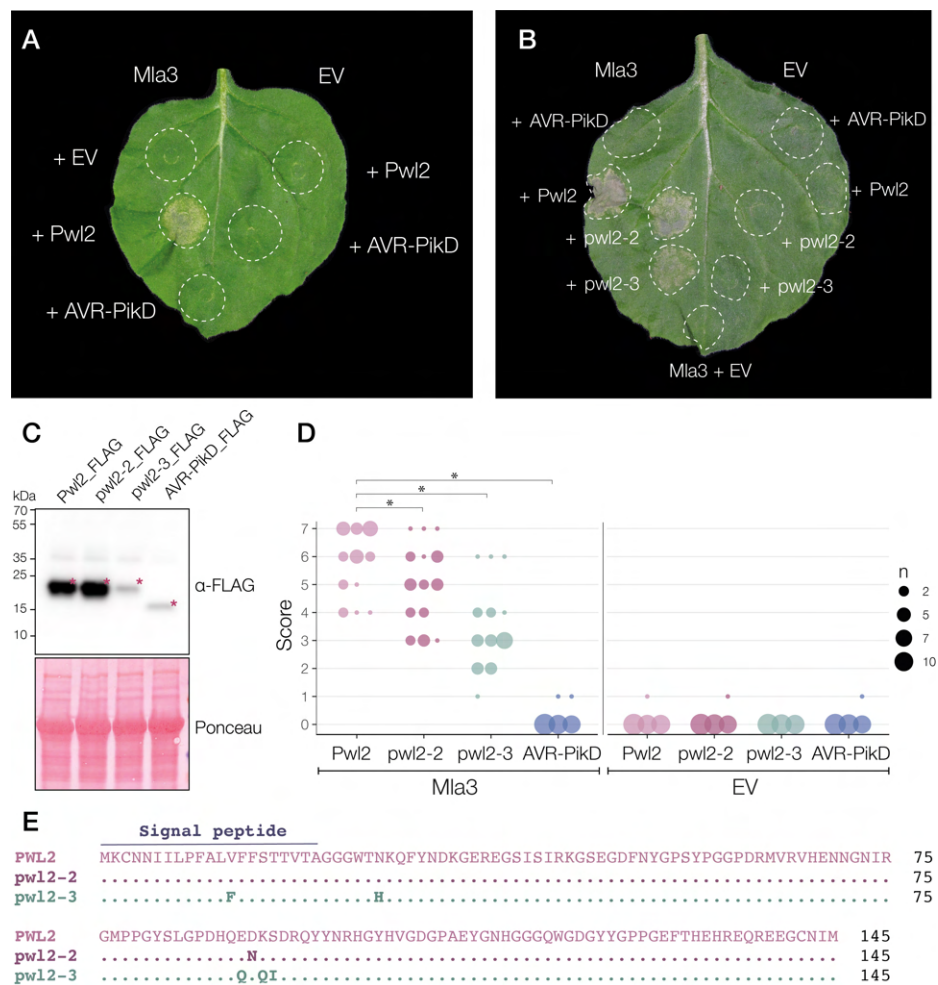 A
Mla3 EV
+ EV
+ Pwl2
+ Pwl2
+ AVR-PikD
+ AVR-PikD
B
Mla3 EV
+ AVR-PikD + AVR-PikD
+ Pwl2 + Pwl2
+ pwl2-2 + pwl2-2
+ pwl2-3 + pwl2-3
Mla3 + EV
C
Pwl2_FLAG
pwl2-2_FLAG
pwl2-3_FLAG
AVR-PikD_FLAG
kDa
70
55
35
25
15
10
* * * *
α-FLAG
Ponceau
D
*
*
*
Score
7
6
5
4
3
2
1
0
Pwl2 pwl2-2 pwl2-3 AVR-PikD Pwl2 pwl2-2 pwl2-3 AVR-PikD
Mla3 EV
n
2
5
7
10
E
Signal peptide
PWL2 MKCNNIILPFALVFFSTTVTAGGGWTNKQFYNDKGEREGSISIRKGSEGDFNYGPSYPGGPDRMVRVHENNGNIR 75
pwl2-2 ........................................................................... 75
pwl2-3 ............F.............H................................................ 75
PWL2 GMPPGYSLGPDHQEDKSDRQYYNRHGYHVGDGPAEYGNHGGGQWGDGYYGPPGEFTHEHREQREEGCNIM 145
pwl2-2 ..............N....................................................... 145
pwl2-3 .............Q.QI..................................................... 145